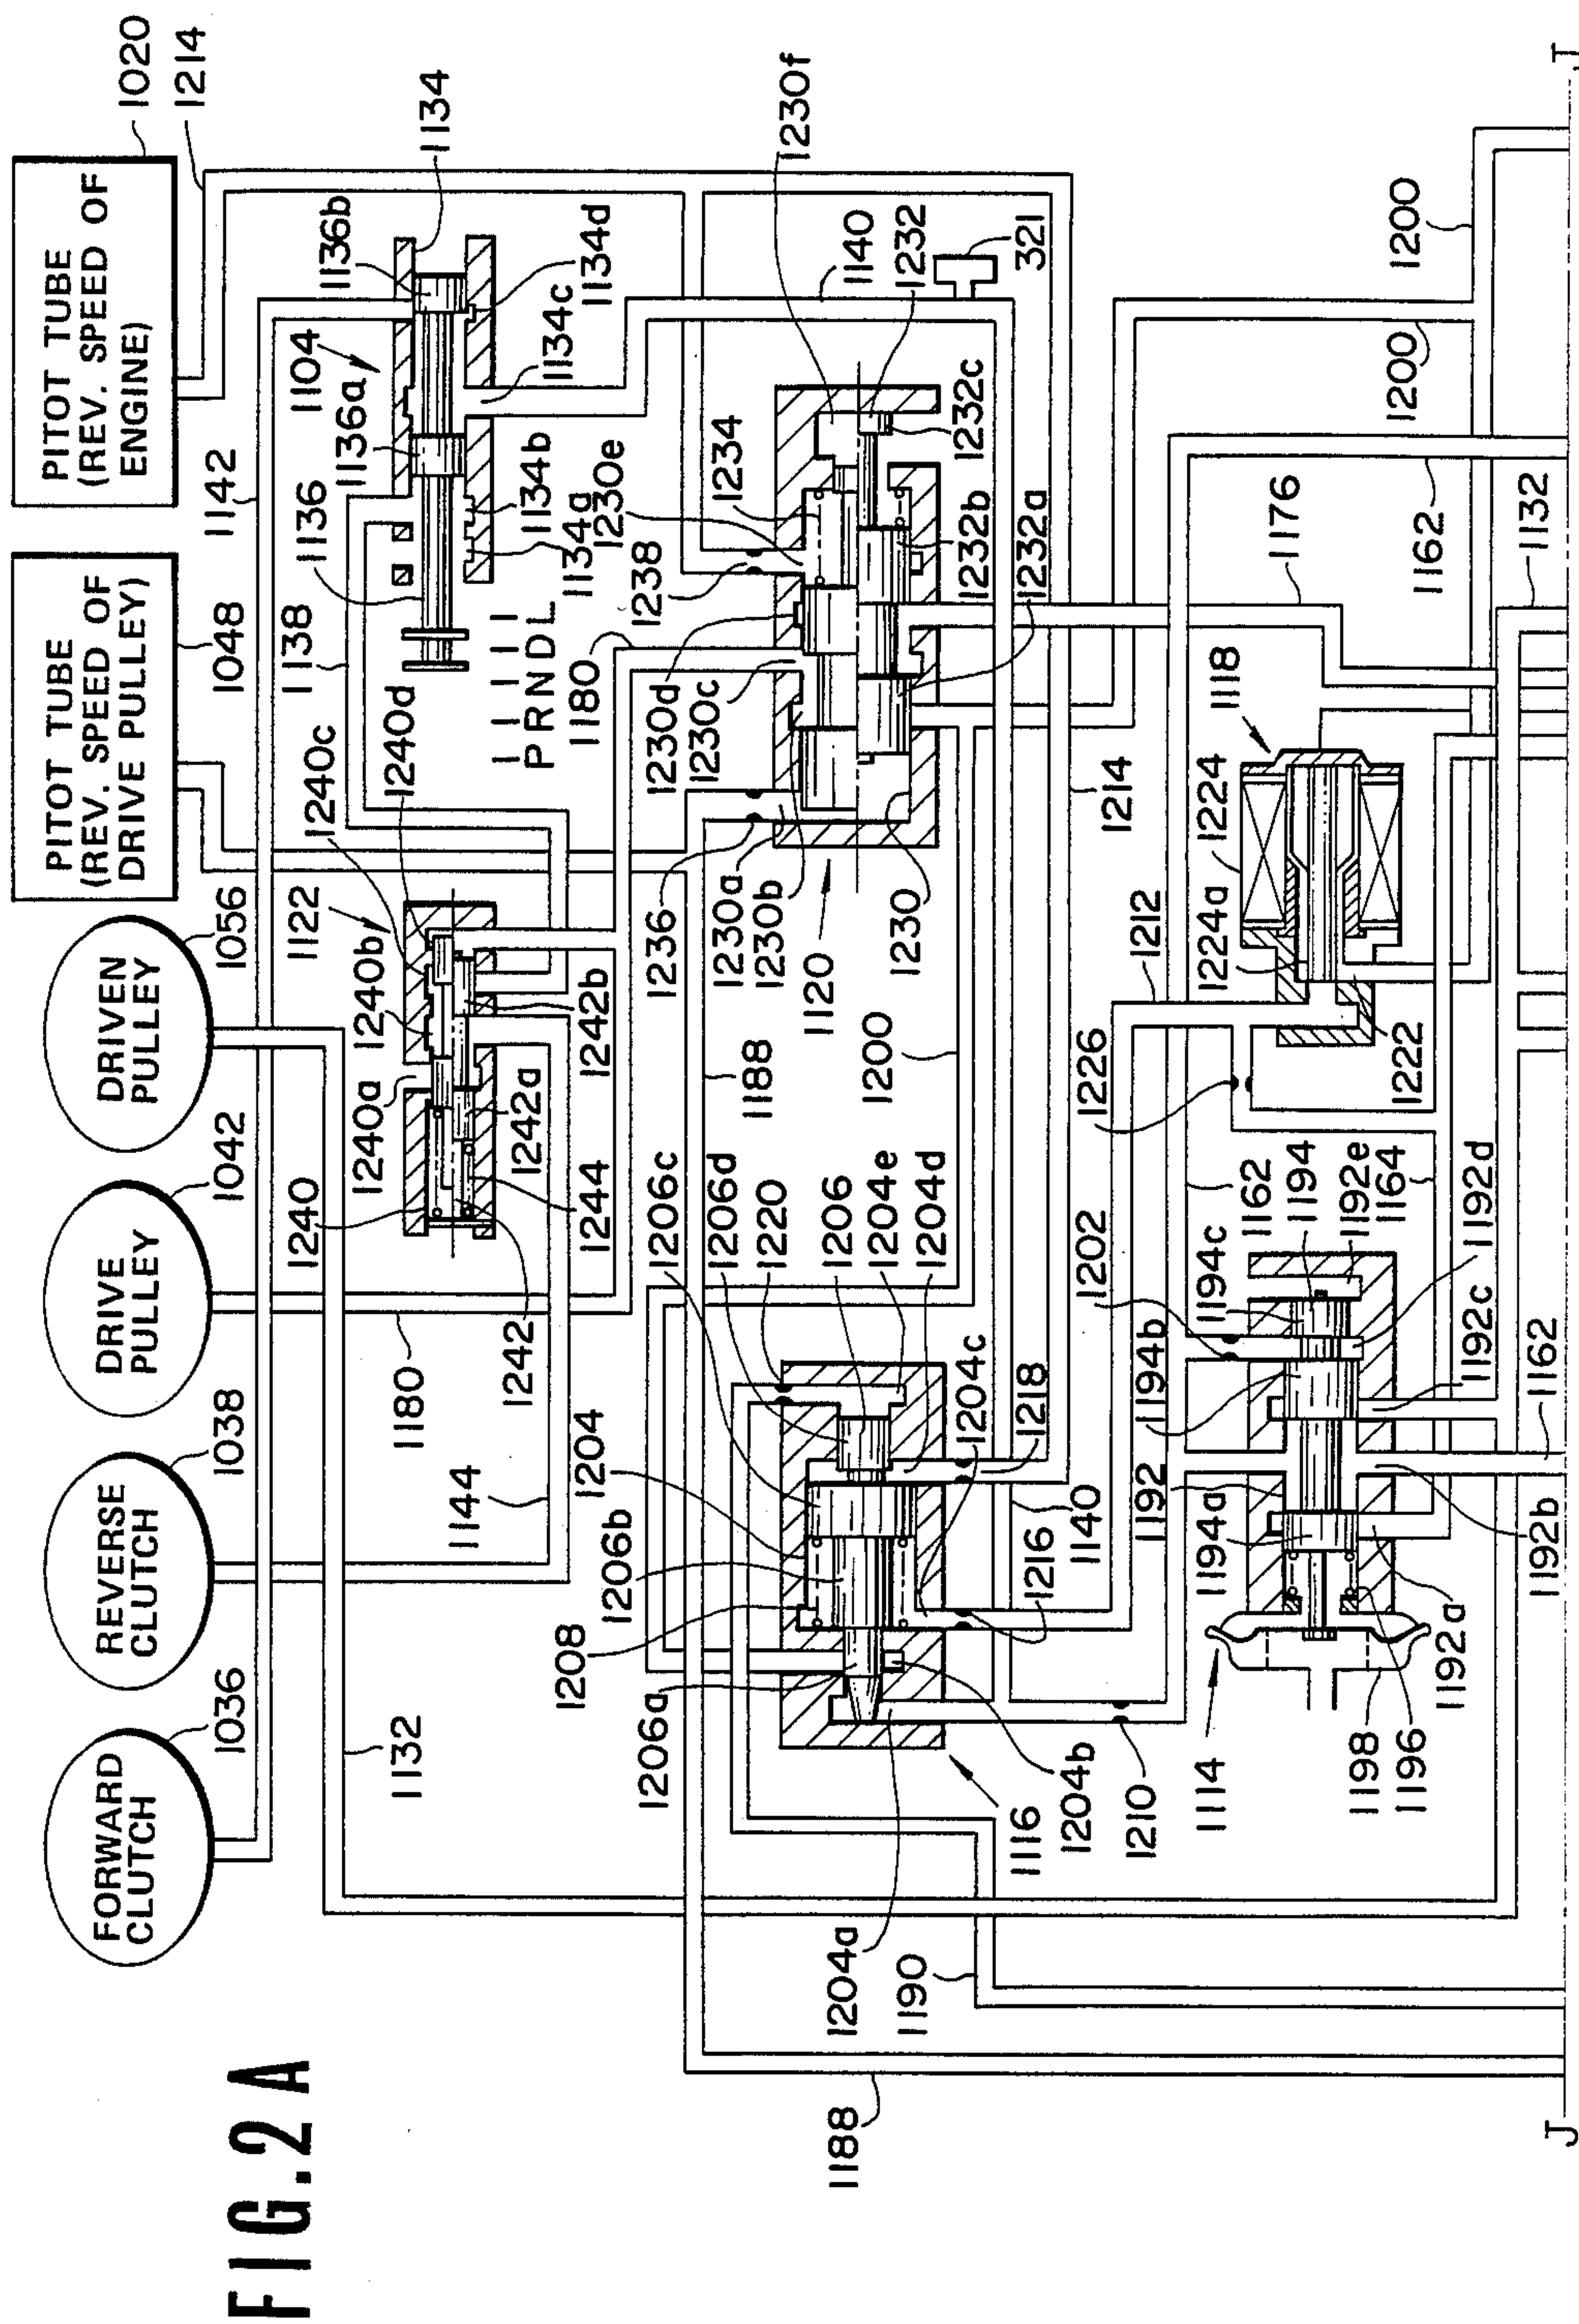 FIG.2 A
FORWARD
CLUTCH
1036
REVERSE
CLUTCH
1038
DRIVE
PULLEY
1042
DRIVEN
PULLEY
1056
PITOT TUBE
(REV. SPEED OF
DRIVE PULLEY)
1048
PITOT TUBE
(REV. SPEED OF
ENGINE)
1020
1214
1132
1144
1180
1240
1240a
1240b
1122
1240c
1240d
1138
1136
1142
1136a
1104
1136b
1134
1242
1244
1242a
1242b
PRNDL
1134a
1134b
1134c
1134d
1206a
1208
1206b
1204
1206c
1206d
1220
1206
1204e
1204d
1188
1236
1230a
1230b
1120
1230
1180
1230d
1230c
1238
1230e
1234
1232c
1232b
1232a
1230f
1232
1140
321
1188
1190
1204a
1116
1204b
1210
1216
1140
1218
1204c
1200
1214
1114
1198
1196
1192a
1194a
1192
1192b
1194b
1162
1202
1194c
1162
1194
1192e
1164
1192d
1192c
1226
1212
1222
1224a
1224
1118
1176
1162
1132
1200
1200
J
J